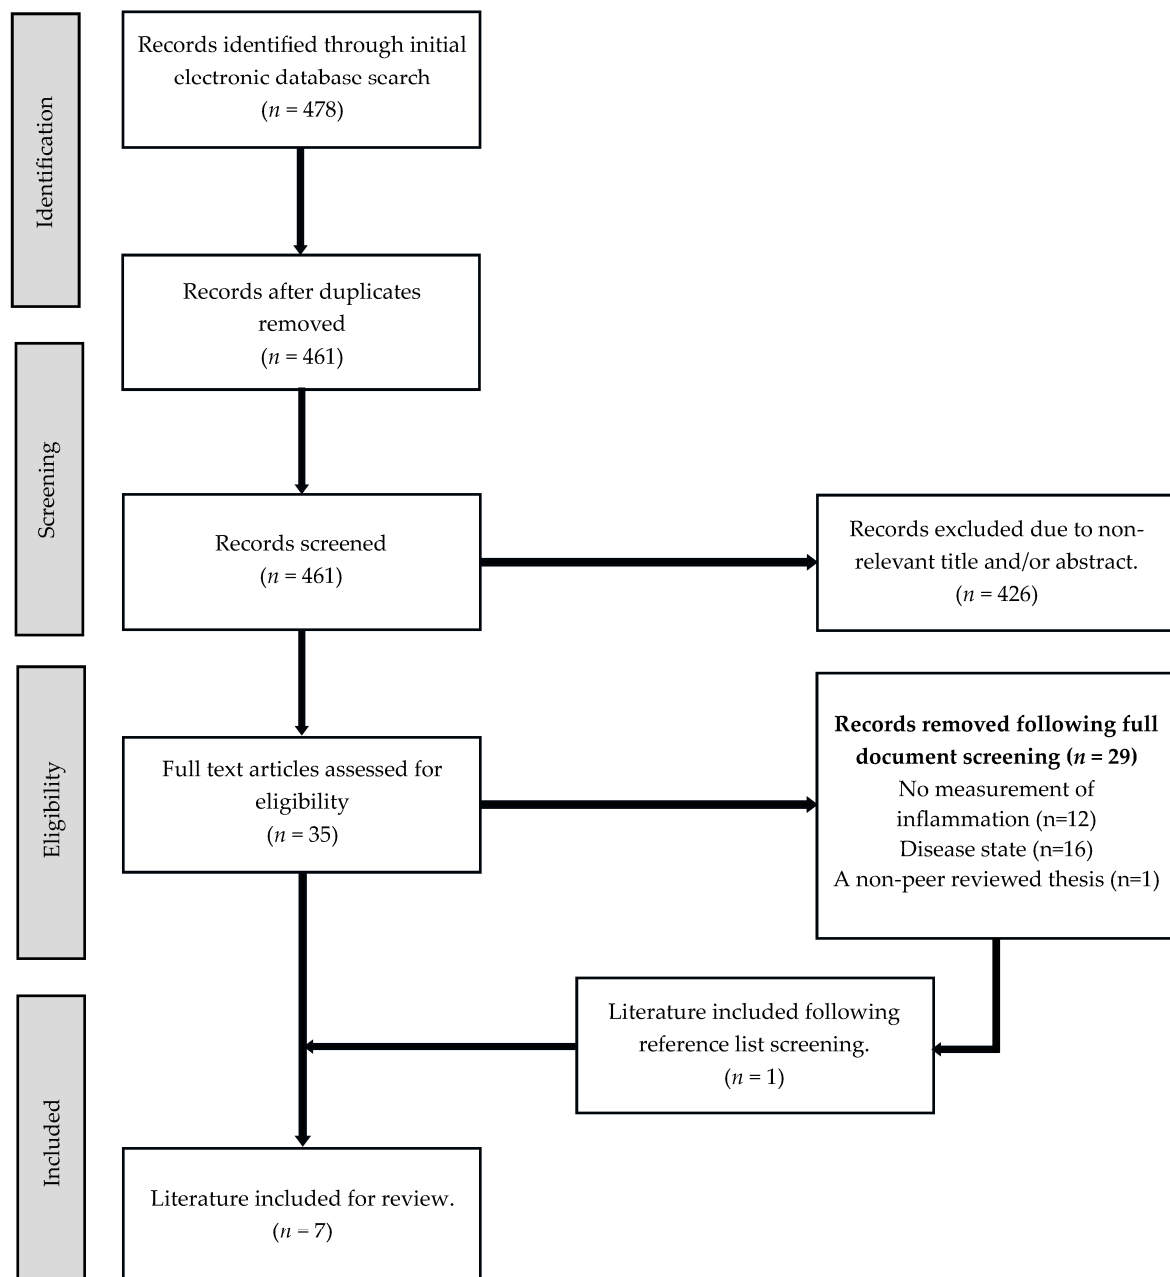 Identification
Records identified through initial
electronic database search
(n = 478)
Records after duplicates
removed
(n = 461)
Screening
Records screened
(n = 461)
Records excluded due to non-
relevant title and/or abstract.
(n = 426)
Eligibility
Full text articles assessed for
eligibility
(n = 35)
Records removed following full
document screening (n = 29)
No measurement of
inflammation (n=12)
Disease state (n=16)
A non-peer reviewed thesis (n=1)
Included
Literature included following
reference list screening.
(n = 1)
Literature included for review.
(n = 7)